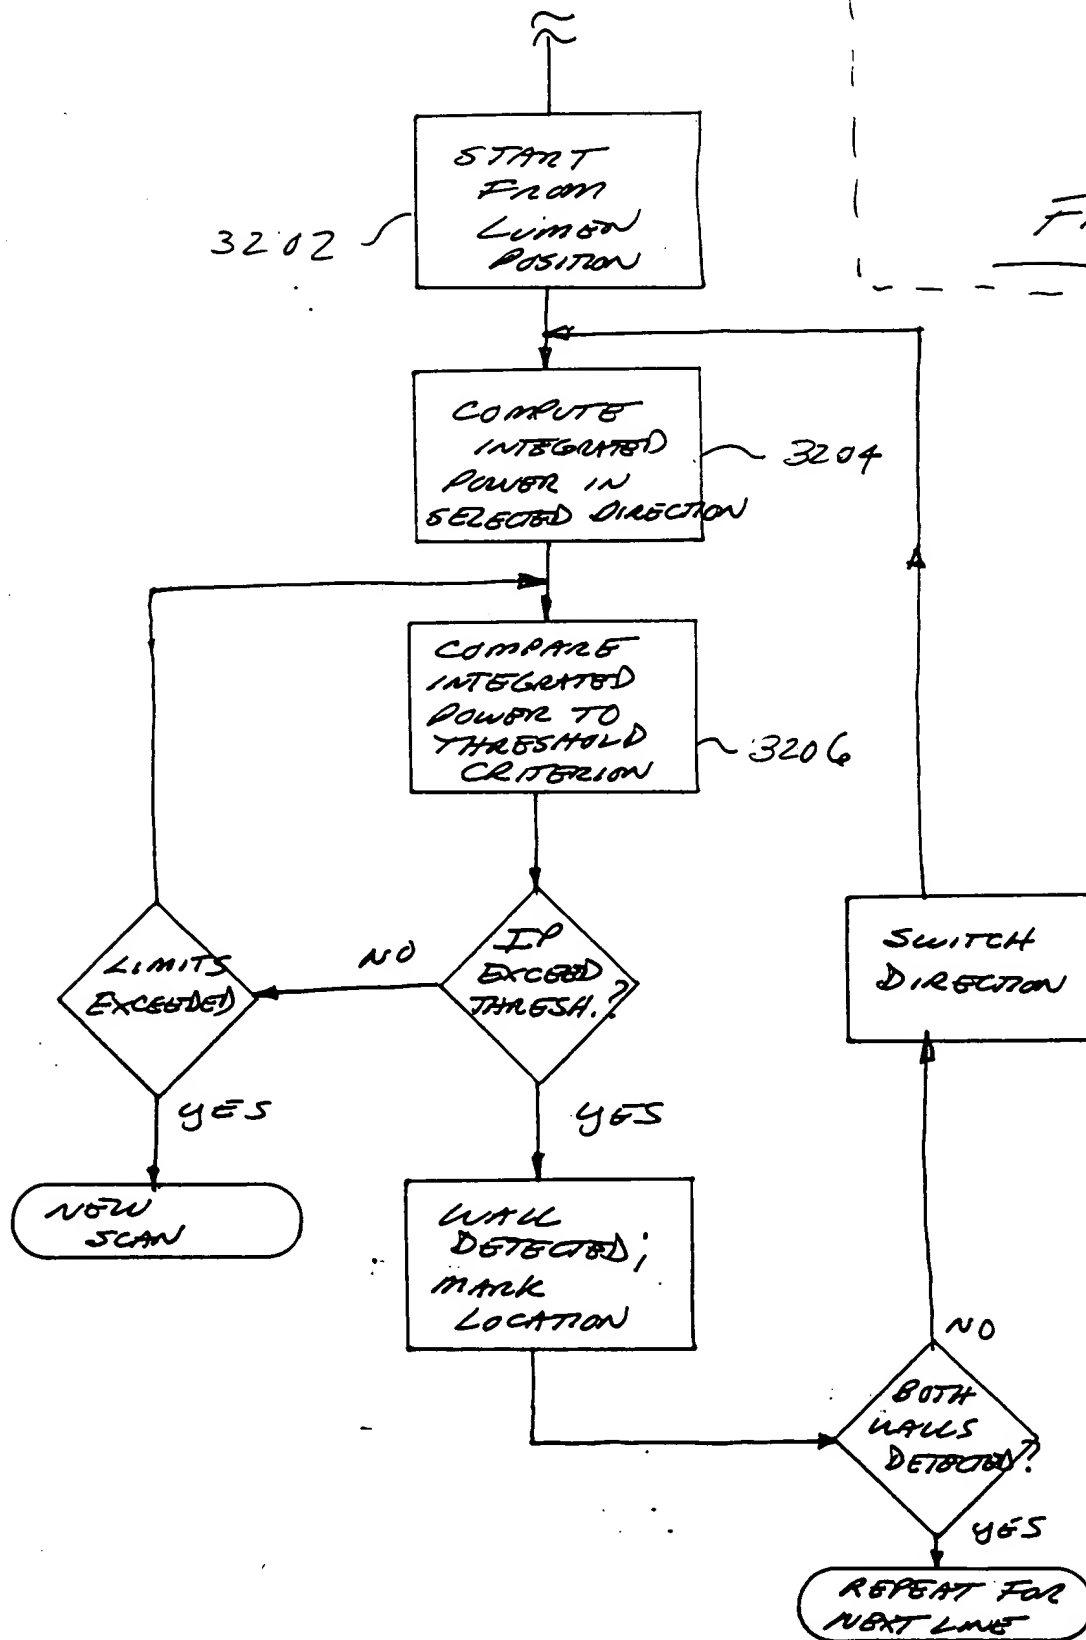 START
FROM
LUMEN
POSITION
3202
COMPUTE
INTEGRATED
POWER IN
SELECTED DIRECTION
3204
COMPARE
INTEGRATED
POWER TO
THRESHOLD
CRITERION
3206
LIMITS
EXCEEDED
NO
IP
EXCEED
THRESH.?
SWITCH
DIRECTION
YES
YES
NEW
SCAN
WALL
DETECTED;
MARK
LOCATION
NO
BOTH
WALLS
DETECTED?
YES
REPEAT FOR
NEXT LINE